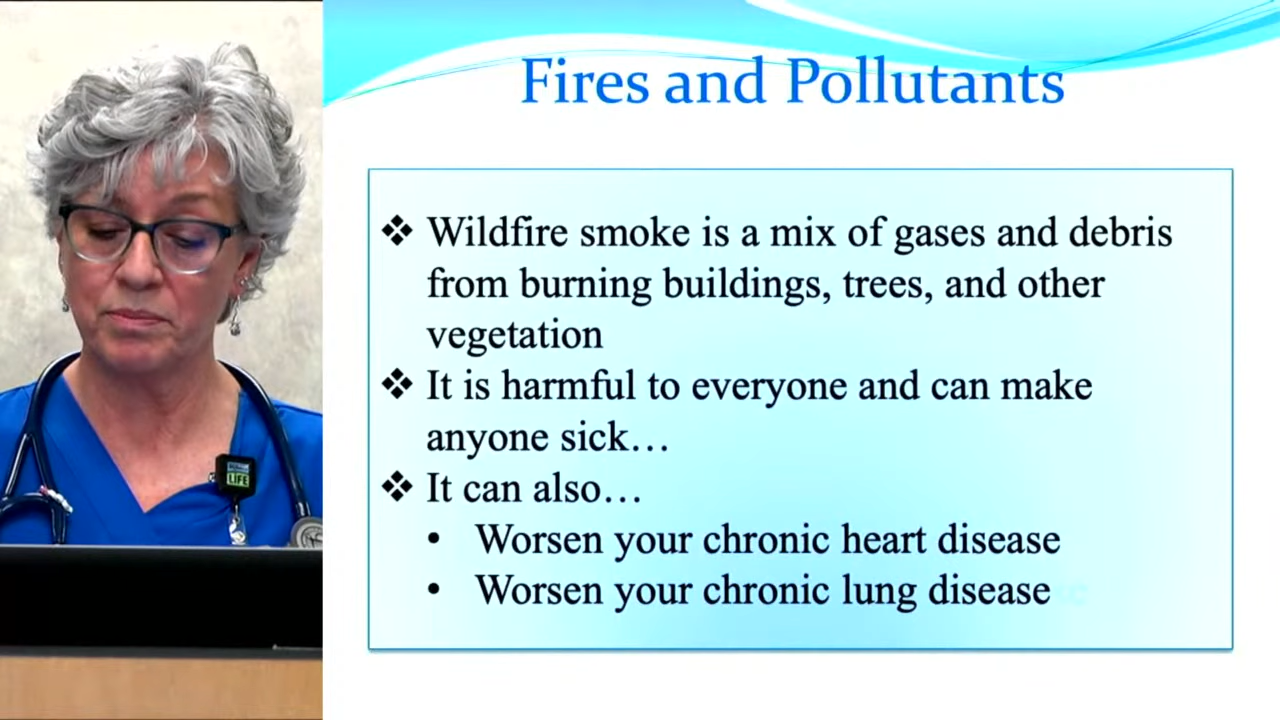 Fires and Pollutants
❖ Wildfire smoke is a mix of gases and debris
from burning buildings, trees, and other
vegetation
❖ It is harmful to everyone and can make
anyone sick…
❖ It can also…
• Worsen your chronic heart disease
• Worsen your chronic lung disease
LIFE